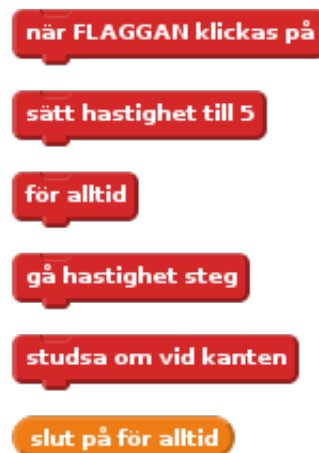 när FLAGGAN klickas på
sätt hastighet till 5
för alltid
gå hastighet steg
studsa om vid kanten
slut på för alltid